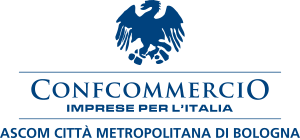 CONFCOMMERCIO
IMPRESE PER L'ITALIA
ASCOM CITTÀ METROPOLITANA DI BOLOGNA